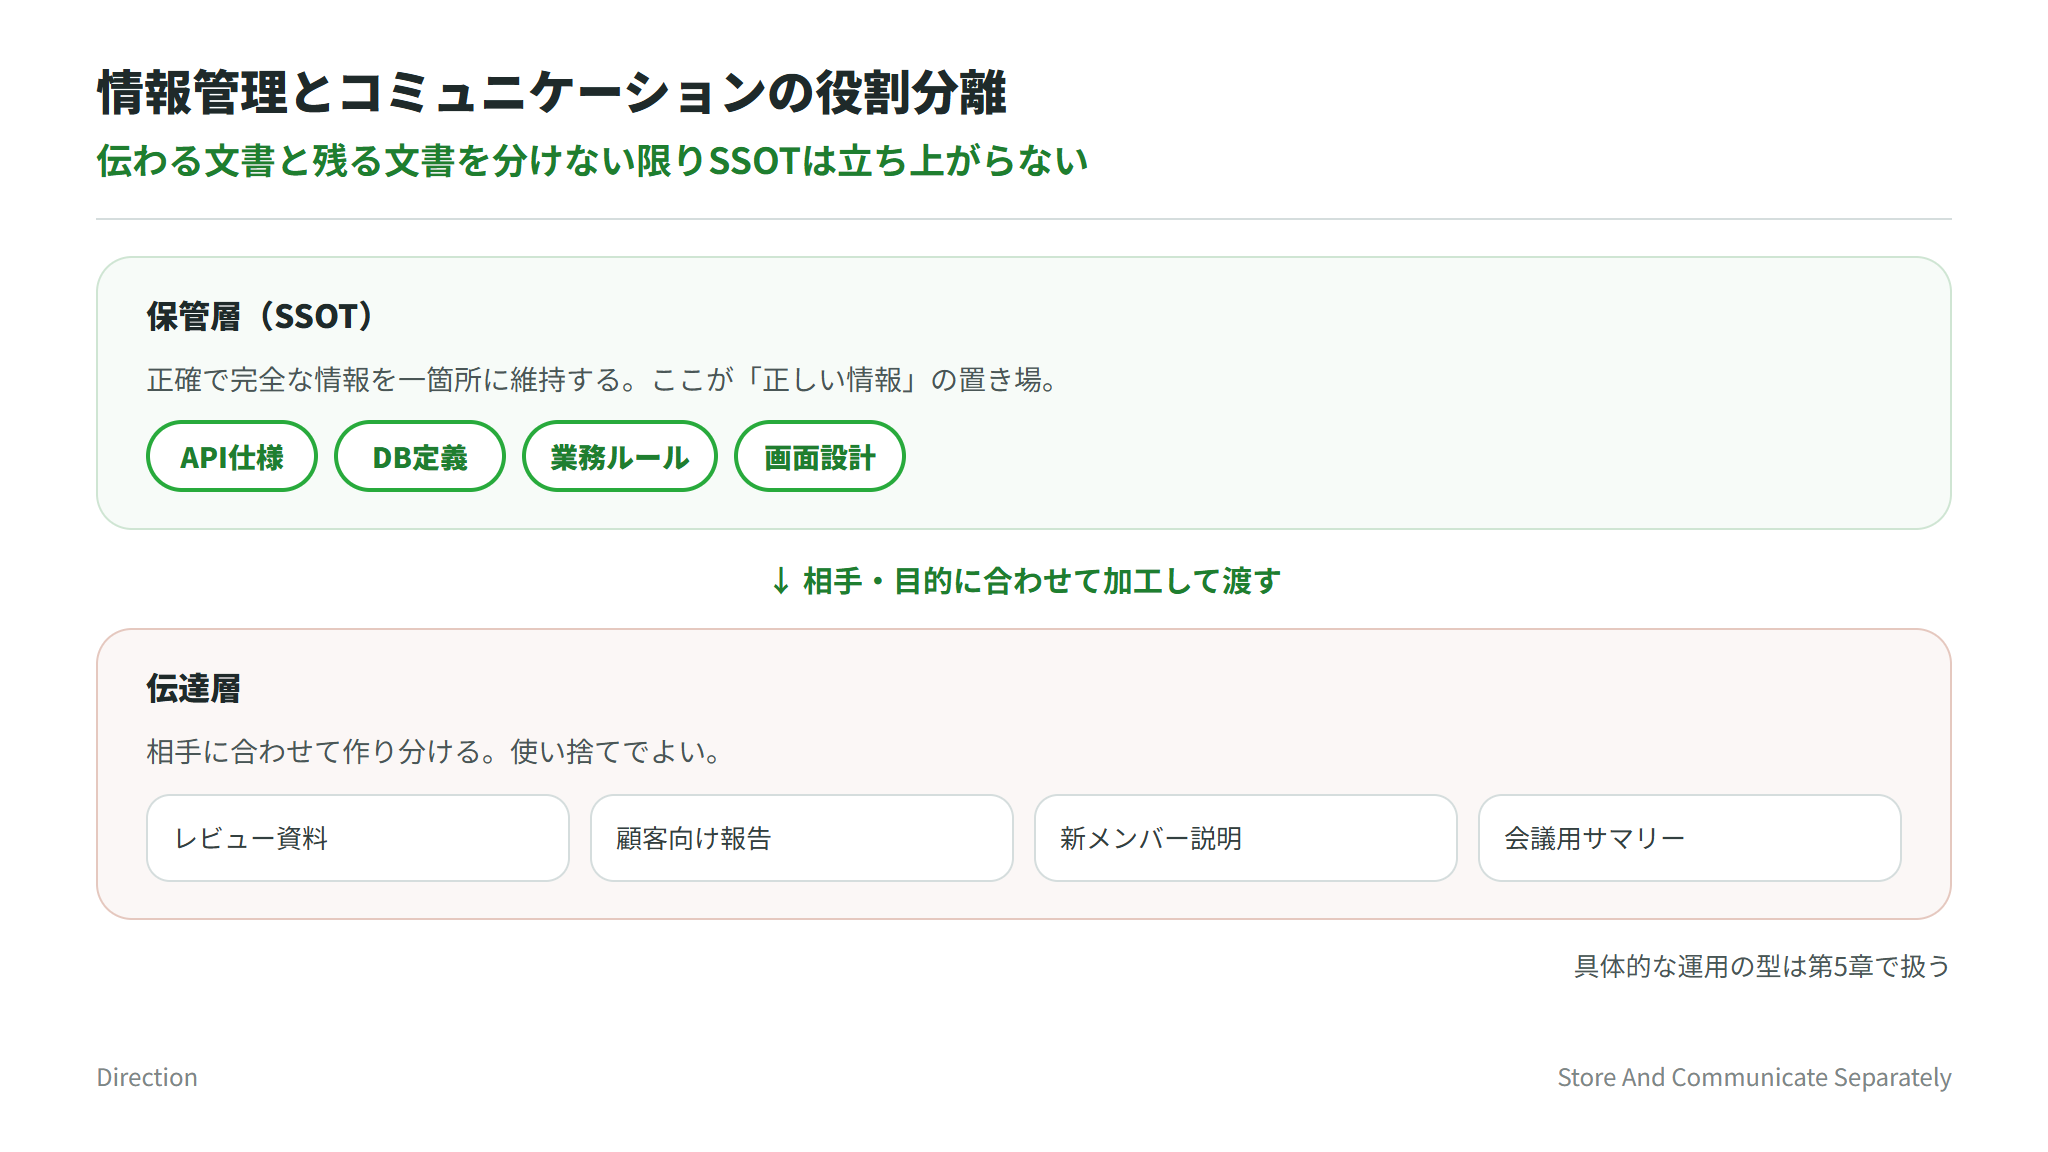 情報管理とコミュニケーションの役割分離
伝わる文書と残る文書を分けない限りSSOTは立ち上がらない
保管層（SSOT）
正確で完全な情報を一箇所に維持する。ここが「正しい情報」の置き場。
API仕様
DB定義
業務ルール
画面設計
↓ 相手・目的に合わせて加工して渡す
伝達層
相手に合わせて作り分ける。使い捨てでよい。
レビュー資料
顧客向け報告
新メンバー説明
会議用サマリー
具体的な運用の型は第5章で扱う
Direction
Store And Communicate Separately